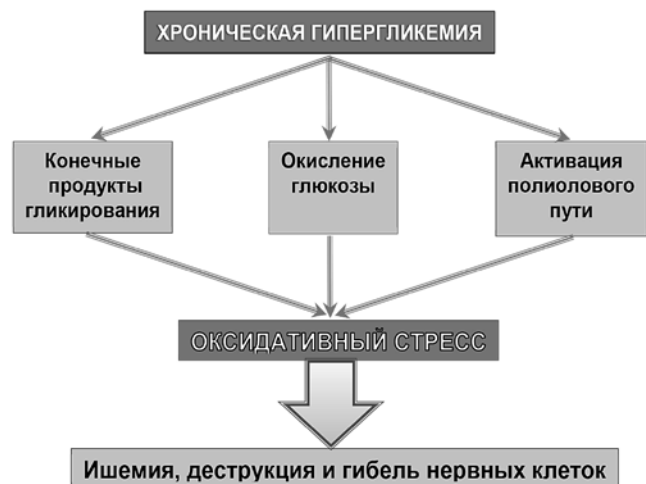 ХРОНИЧЕСКАЯ ГИПЕРГЛИКЕМИЯ
Конечные
продукты
гликирования
Окисление
глюкозы
Активация
полиолового
пути
ОКСИДАТИВНЫЙ СТРЕСС
Ишемия, деструкция и гибель нервных клеток